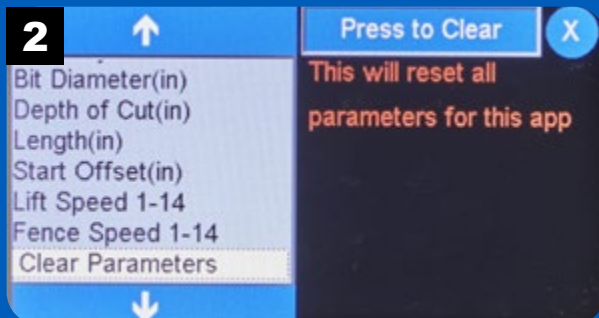 2
Bit Diameter(in)
Depth of Cut(in)
Length(in)
Start Offset(in)
Lift Speed 1-14
Fence Speed 1-14
Clear Parameters
Press to Clear
X
This will reset all
parameters for this app